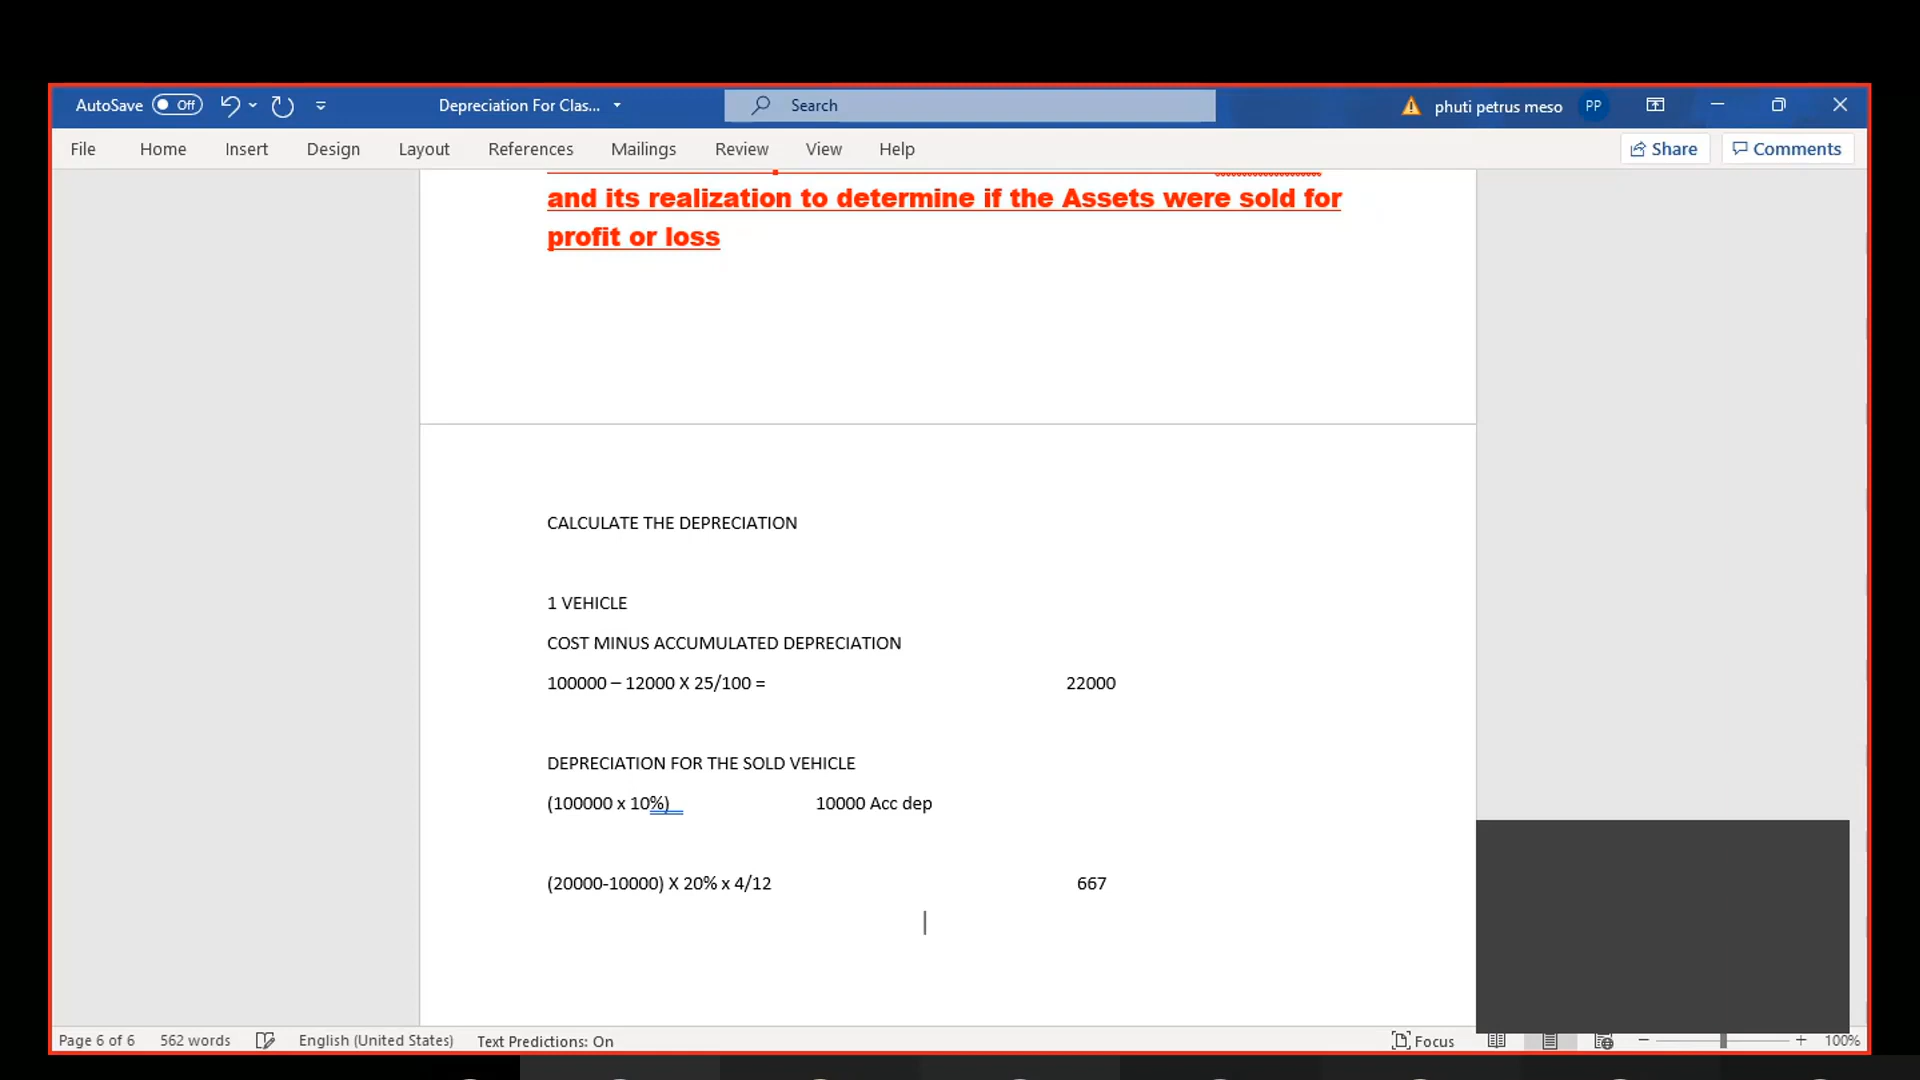 AutoSave Off Depreciation For Clas... Search phuti petrus meso PP
File Home Insert Design Layout References Mailings Review View Help Share Comments
and its realization to determine if the Assets were sold for
profit or loss
CALCULATE THE DEPRECIATION
1 VEHICLE
COST MINUS ACCUMULATED DEPRECIATION
100000 – 12000 X 25/100 = 22000
DEPRECIATION FOR THE SOLD VEHICLE
(100000 x 10%) 10000 Acc dep
(20000-10000) X 20% x 4/12 667
Page 6 of 6 562 words English (United States) Text Predictions: On Focus 100%